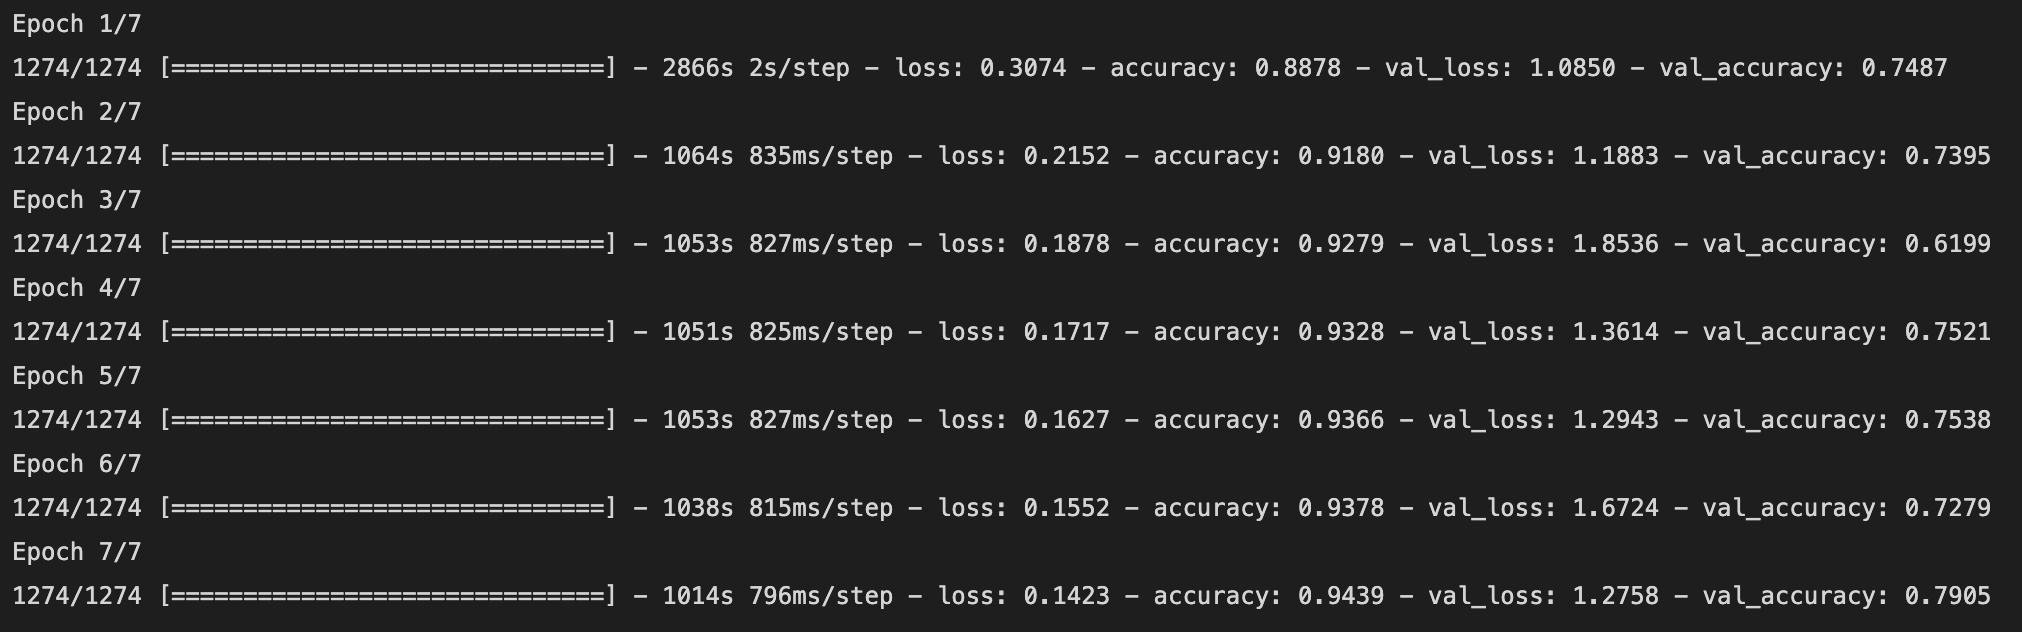 Epoch 1/7
1274/1274 [==============================] - 2866s 2s/step - loss: 0.3074 - accuracy: 0.8878 - val_loss: 1.0850 - val_accuracy: 0.7487
Epoch 2/7
1274/1274 [==============================] - 1064s 835ms/step - loss: 0.2152 - accuracy: 0.9180 - val_loss: 1.1883 - val_accuracy: 0.7395
Epoch 3/7
1274/1274 [==============================] - 1053s 827ms/step - loss: 0.1878 - accuracy: 0.9279 - val_loss: 1.8536 - val_accuracy: 0.6199
Epoch 4/7
1274/1274 [==============================] - 1051s 825ms/step - loss: 0.1717 - accuracy: 0.9328 - val_loss: 1.3614 - val_accuracy: 0.7521
Epoch 5/7
1274/1274 [==============================] - 1053s 827ms/step - loss: 0.1627 - accuracy: 0.9366 - val_loss: 1.2943 - val_accuracy: 0.7538
Epoch 6/7
1274/1274 [==============================] - 1038s 815ms/step - loss: 0.1552 - accuracy: 0.9378 - val_loss: 1.6724 - val_accuracy: 0.7279
Epoch 7/7
1274/1274 [==============================] - 1014s 796ms/step - loss: 0.1423 - accuracy: 0.9439 - val_loss: 1.2758 - val_accuracy: 0.7905